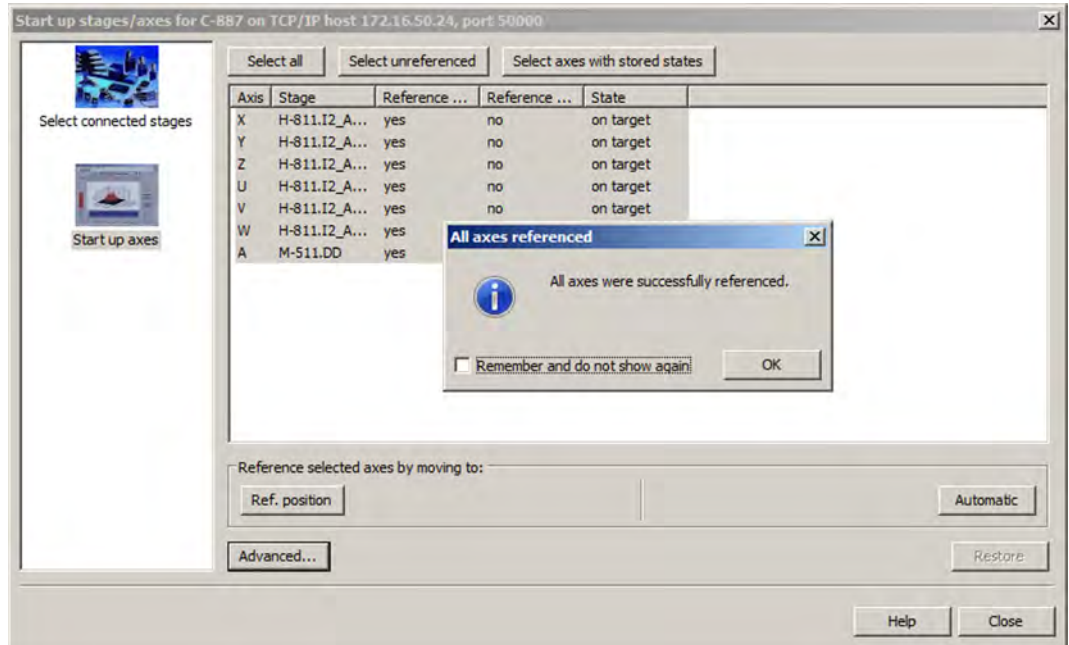 Start up stages/axes for C-887 on TCP/IP host 172.16.50.24, port 50000
Select connected stages
Start up axes
Select all Select unreferenced Select axes with stored states
Axis Stage Reference ... Reference ... State
X H-811.I2_A... yes no on target
Y H-811.I2_A... yes no on target
Z H-811.I2_A... yes no on target
U H-811.I2_A... yes no on target
V H-811.I2_A... yes no on target
W H-811.I2_A... yes
A M-511.DD yes
All axes referenced
All axes were successfully referenced.
Remember and do not show again
OK
Reference selected axes by moving to:
Ref. position Automatic
Advanced... Restore
Help Close